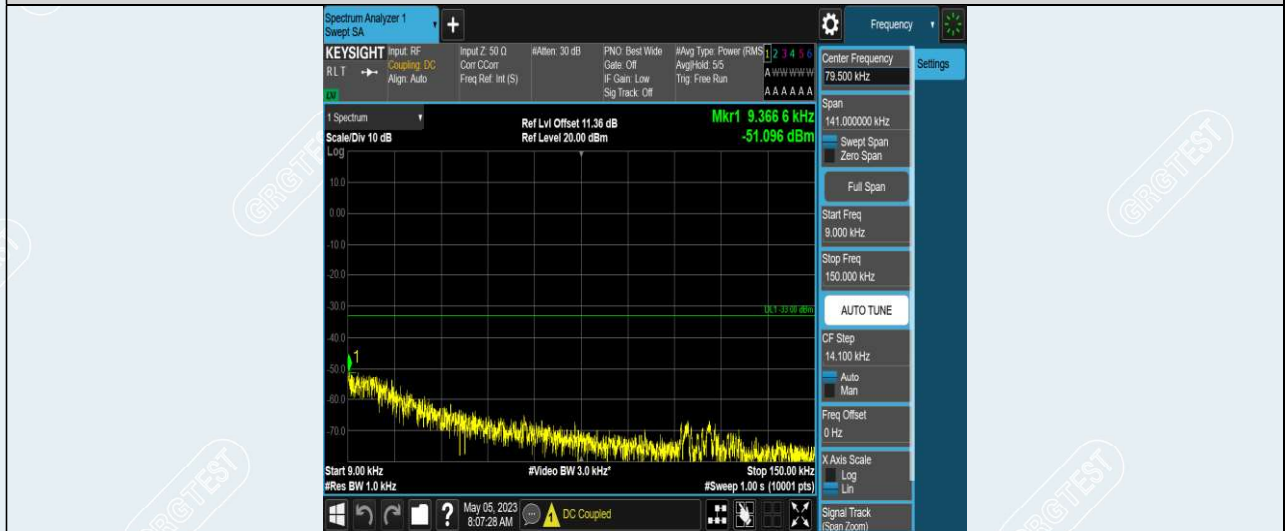 Spectrum Analyzer 1
Swept SA
+
Frequency
KEYSIGHT
RLT
Input: RF
Coupling: DC
Align: Auto
Input Z: 50 Ω
Corr CCorr
Freq Ref: Int (S)
#Atten: 30 dB
PNO: Best Wide
Gate: Off
IF Gain: Low
Sig Track: Off
#Avg Type: Power (RMS
Avg|Hold: 5/5
Trig: Free Run
1 2 3 4 5 6
A W W W W W
A A A A A A
1 Spectrum
Scale/Div 10 dB
Log
Ref Lvl Offset 11.36 dB
Ref Level 20.00 dBm
Mkr1 9.366 6 kHz
-51.096 dBm
10.0
0.00
-10.0
-20.0
-30.0
DL1 -33.00 dBm
-40.0
1
-50.0
-60.0
-70.0
Start 9.00 kHz
#Video BW 3.0 kHz*
Stop 150.00 kHz
#Res BW 1.0 kHz
#Sweep 1.00 s (10001 pts)
?
May 05, 2023
8:07:28 AM
DC Coupled
Center Frequency
79.500 kHz
Settings
Span
141.000000 kHz
Swept Span
Zero Span
Full Span
Start Freq
9.000 kHz
Stop Freq
150.000 kHz
AUTO TUNE
CF Step
14.100 kHz
Auto
Man
Freq Offset
0 Hz
X Axis Scale
Log
Lin
Signal Track
(Span Zoom)
GRGTEST
GRGTEST
GRGTEST
GRGTEST